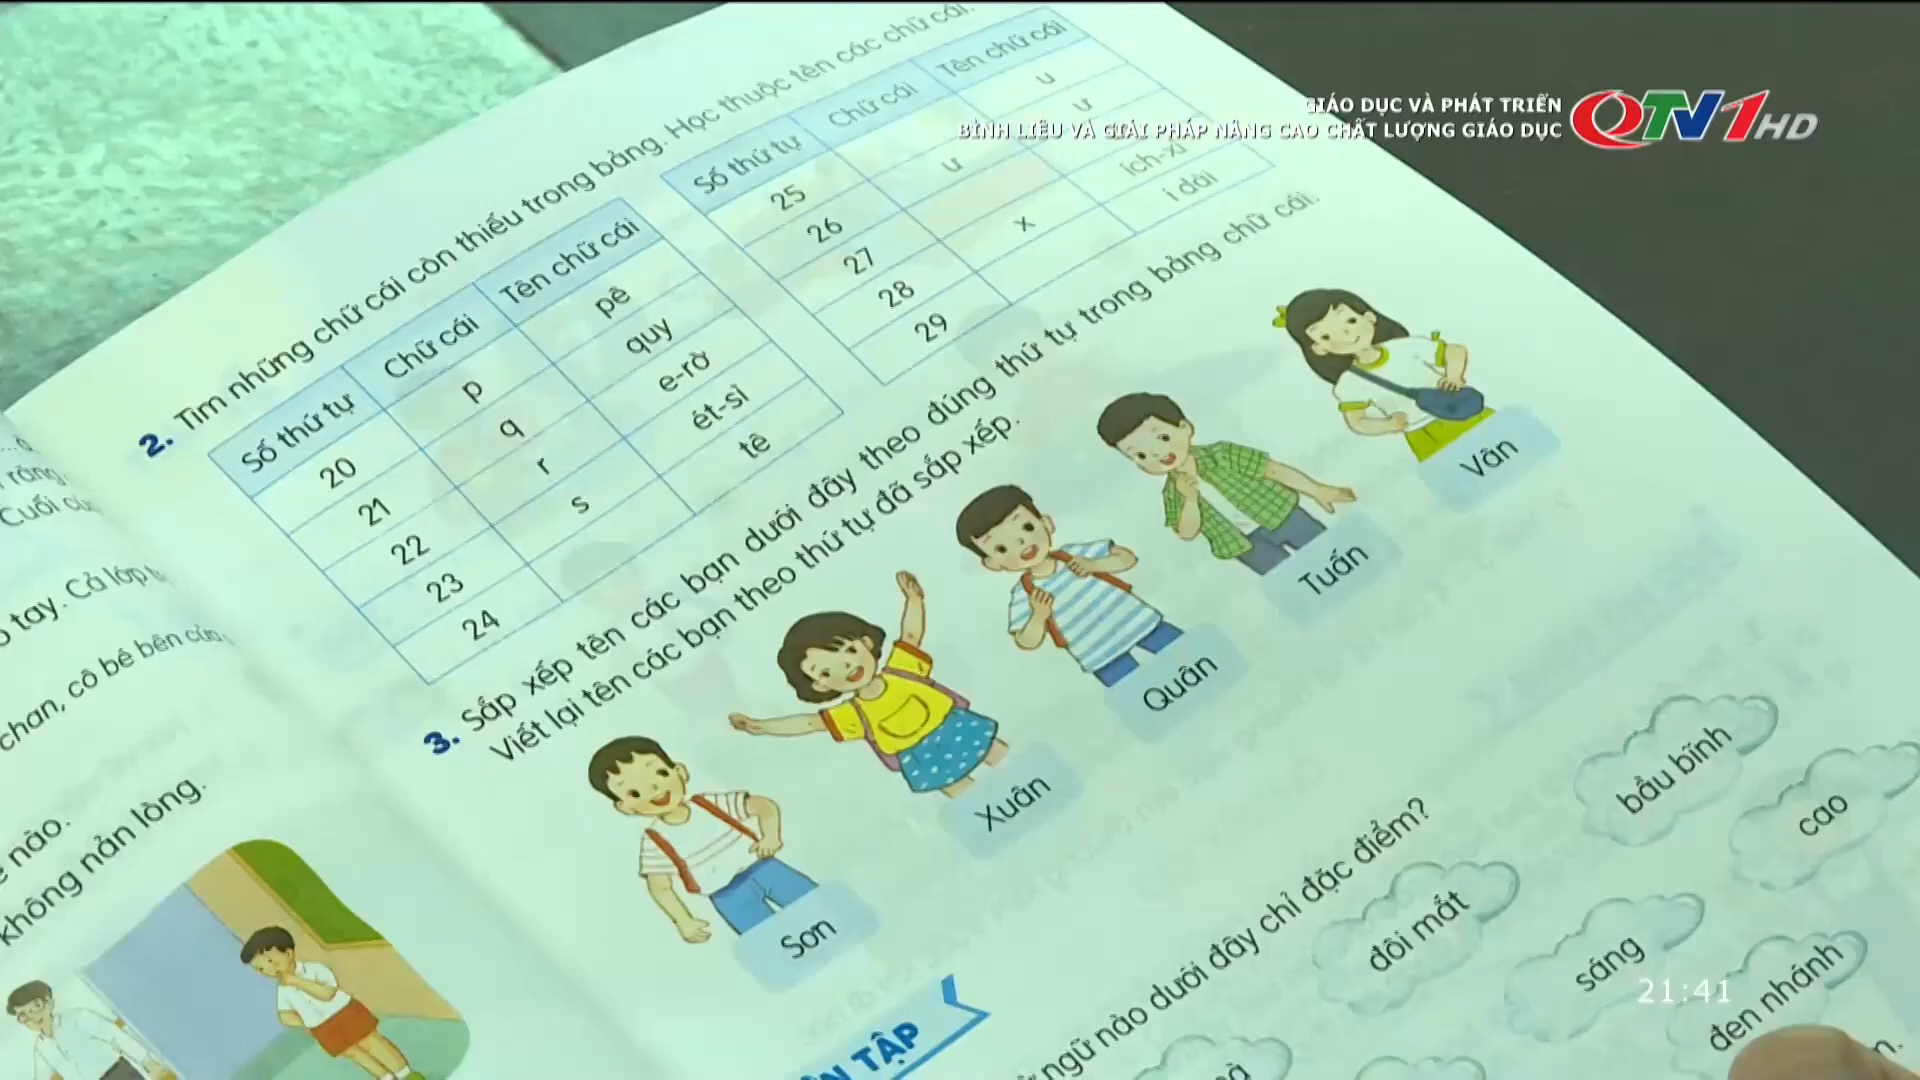 GIÁO DỤC VÀ PHÁT TRIỂN
BÌNH LIÊU VÀ GIẢI PHÁP NÂNG CAO CHẤT LƯỢNG GIÁO DỤC
QTV1 HD
2. Tìm những chữ cái còn thiếu trong bảng. Học thuộc tên các chữ cái.
Số thứ tự Chữ cái Tên chữ cái
20 p pê
21 q quy
22 r e-rờ
23 s ét-sì
24 tê
Số thứ tự Chữ cái Tên chữ cái
25 u
26 ư ư
27
28 x ích-xì
29 i dài
3. Sắp xếp tên các bạn dưới đây theo đúng thứ tự trong bảng chữ cái.
Viết lại tên các bạn theo thứ tự đã sắp xếp.
Sơn
Xuân
Quân
Tuấn
Vân
TẬP
ngữ nào dưới đây chỉ đặc điểm?
bầu bĩnh
cao
đôi mắt
sáng
đen nhánh
răng
Cuối
tay. Cả lớp
chan, cô bé bên cửa
nào.
không nản lòng.
21:41